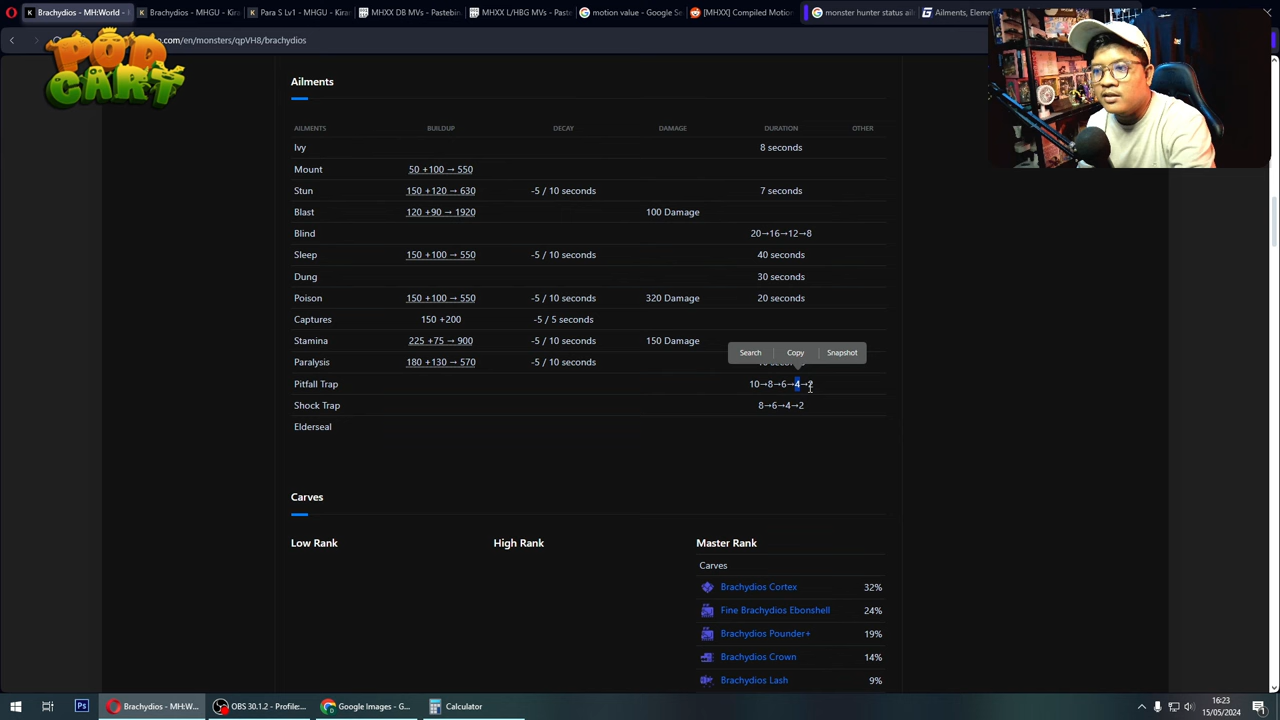 Brachydios - MH:World -
Brachydios - MHGU - Kira
Para S Lv1 - MHGU - Kira
MHXX DB MVs - Pastebin
MHXX L/HBG MVs - Paste
motion value - Google Se
[MHXX] Compiled Motion
monster hunter status ail
Ailments, Elem
.com/en/monsters/qpVH8/brachydios
POD
CART
Ailments
AILMENTS BUILDUP DECAY DAMAGE DURATION OTHER
Ivy 8 seconds
Mount 50 +100 → 550
Stun 150 +120 → 630 -5 / 10 seconds 7 seconds
Blast 120 +90 → 1920 100 Damage
Blind 20→16→12→8
Sleep 150 +100 → 550 -5 / 10 seconds 40 seconds
Dung 30 seconds
Poison 150 +100 → 550 -5 / 10 seconds 320 Damage 20 seconds
Captures 150 +200 -5 / 5 seconds
Stamina 225 +75 → 900 -5 / 10 seconds 150 Damage
Search Copy Snapshot
Paralysis 180 +130 → 570 -5 / 10 seconds
Pitfall Trap 10→8→6→4→2
Shock Trap 8→6→4→2
Elderseal
Carves
Low Rank High Rank Master Rank
Carves
Brachydios Cortex 32%
Fine Brachydios Ebonshell 24%
Brachydios Pounder+ 19%
Brachydios Crown 14%
Brachydios Lash 9%
Ps
Brachydios - MH:W...
OBS 30.1.2 - Profile:...
Google Images - G...
Calculator
16:23
15/05/2024
1